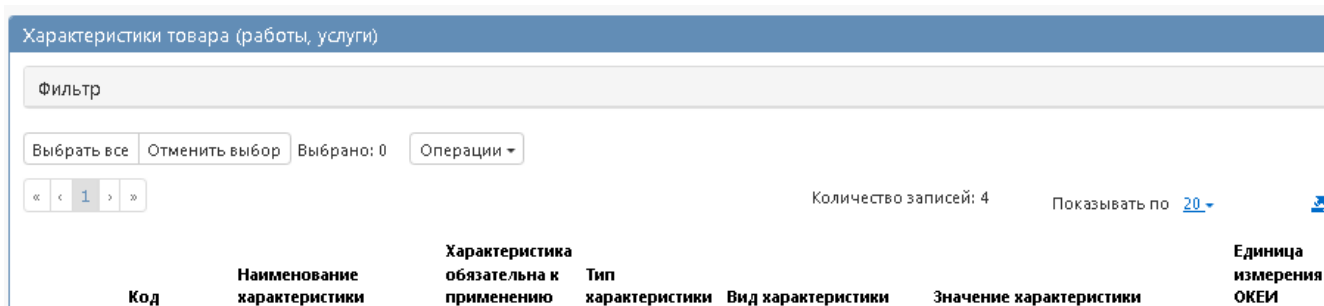 Характеристики товара (работы, услуги)
Фильтр
Выбрать все Отменить выбор Выбрано: 0 Операции
« ‹ 1 › » Количество записей: 4 Показывать по 20
Код
Наименование
характеристики
Характеристика
обязательна к
применению
Тип
характеристики
Вид характеристики
Значение характеристики
Единица
измерения
ОКЕИ